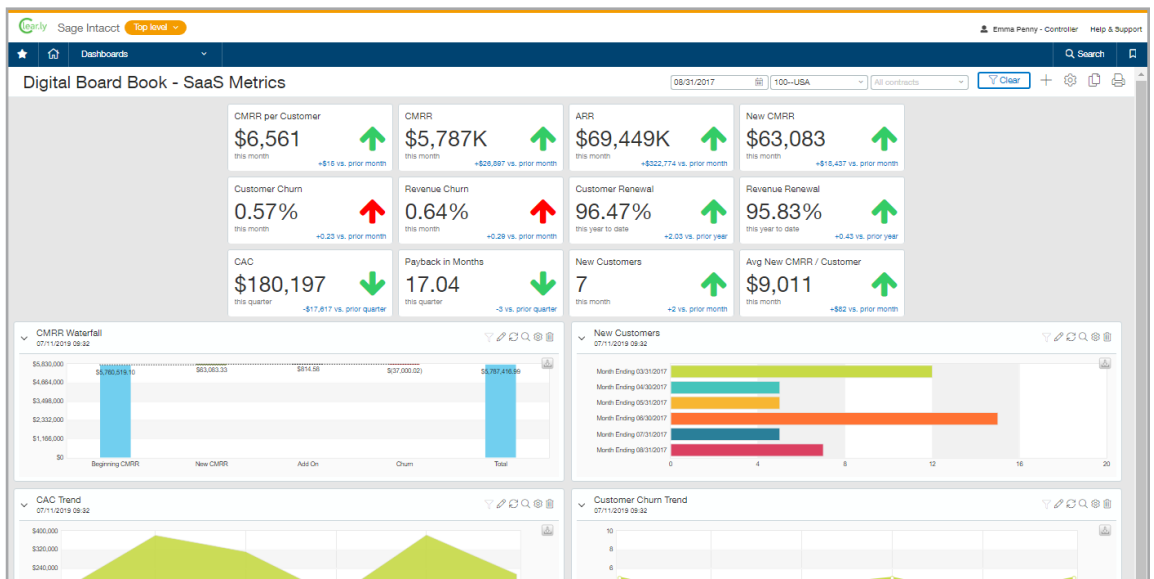 Clear.ly Sage Intacct Top level
Emma Penny - Controller Help & Support
Dashboards Search
Digital Board Book - SaaS Metrics 08/31/2017 100--USA All contracts Clear
CMRR per Customer CMRR ARR New CMRR
$6,561 $5,787K $69,449K $63,083
this month this month this month this month
+$16 vs. prior month +$26,897 vs. prior month +$322,774 vs. prior month +$18,437 vs. prior month
Customer Churn Revenue Churn Customer Renewal Revenue Renewal
0.57% 0.64% 96.47% 95.83%
this month this month this year to date this year to date
+0.23 vs. prior month +0.29 vs. prior month +2.03 vs. prior year +0.43 vs. prior year
CAC Payback in Months New Customers Avg New CMRR / Customer
$180,197 17.04 7 $9,011
this quarter this quarter this month this month
-$17,617 vs. prior quarter -3 vs. prior quarter +2 vs. prior month +$82 vs. prior month
CMRR Waterfall
07/11/2019 09:32
$5,830,000
$4,664,000
$3,498,000
$2,332,000
$1,166,000
$0
$5,760,519.10 $63,083.33 $814.58 $(37,000.02) $5,787,416.99
Beginning CMRR New CMRR Add On Churn Total
New Customers
07/11/2019 09:32
Month Ending 03/31/2017
Month Ending 04/30/2017
Month Ending 05/31/2017
Month Ending 06/30/2017
Month Ending 07/31/2017
Month Ending 08/31/2017
0 4 8 12 16 20
CAC Trend
07/11/2019 09:32
$400,000
$320,000
$240,000
Customer Churn Trend
07/11/2019 09:32
10
8
6